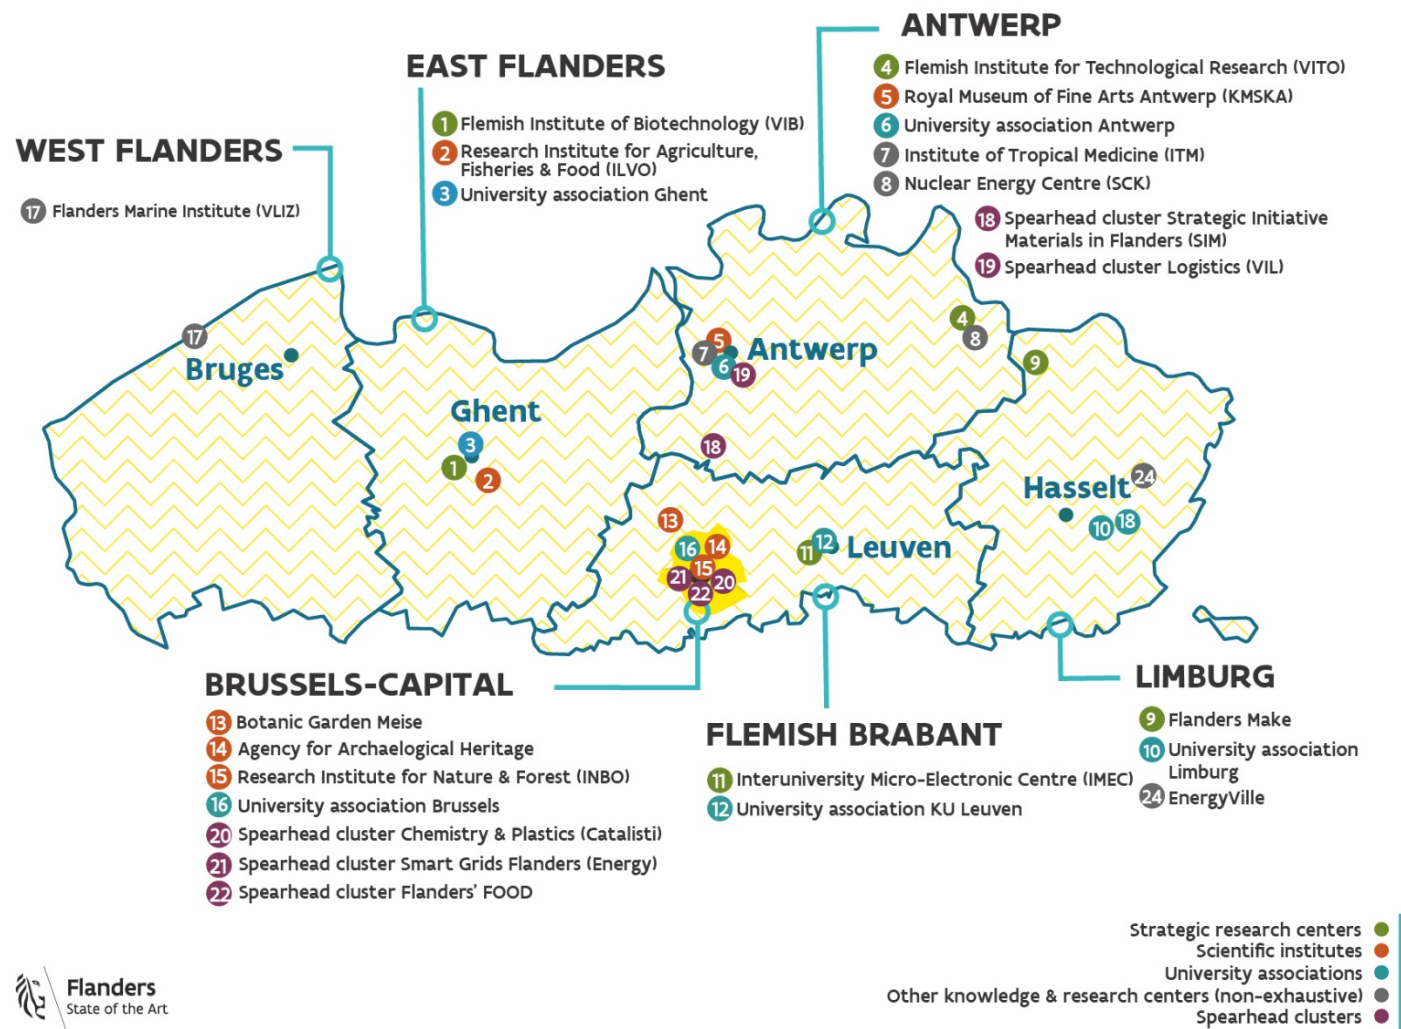 ANTWERP
4 Flemish Institute for Technological Research (VITO)
5 Royal Museum of Fine Arts Antwerp (KMSKA)
6 University association Antwerp
7 Institute of Tropical Medicine (ITM)
8 Nuclear Energy Centre (SCK)
18 Spearhead cluster Strategic Initiative
Materials in Flanders (SIM)
19 Spearhead cluster Logistics (VIL)
EAST FLANDERS
1 Flemish Institute of Biotechnology (VIB)
2 Research Institute for Agriculture,
Fisheries & Food (ILVO)
3 University association Ghent
WEST FLANDERS
17 Flanders Marine Institute (VLIZ)
17
Bruges
Ghent
3
1
2
5
7
Antwerp
6
19
18
4
8
9
Hasselt
24
10
18
13
16
14
15
21
20
22
11
12
Leuven
BRUSSELS-CAPITAL
13 Botanic Garden Meise
14 Agency for Archaelogical Heritage
15 Research Institute for Nature & Forest (INBO)
16 University association Brussels
20 Spearhead cluster Chemistry & Plastics (Catalisti)
21 Spearhead cluster Smart Grids Flanders (Energy)
22 Spearhead cluster Flanders' FOOD
FLEMISH BRABANT
11 Interuniversity Micro-Electronic Centre (IMEC)
12 University association KU Leuven
LIMBURG
9 Flanders Make
10 University association
Limburg
24 EnergyVille
Strategic research centers
Scientific institutes
University associations
Other knowledge & research centers (non-exhaustive)
Spearhead clusters
Flanders
State of the Art